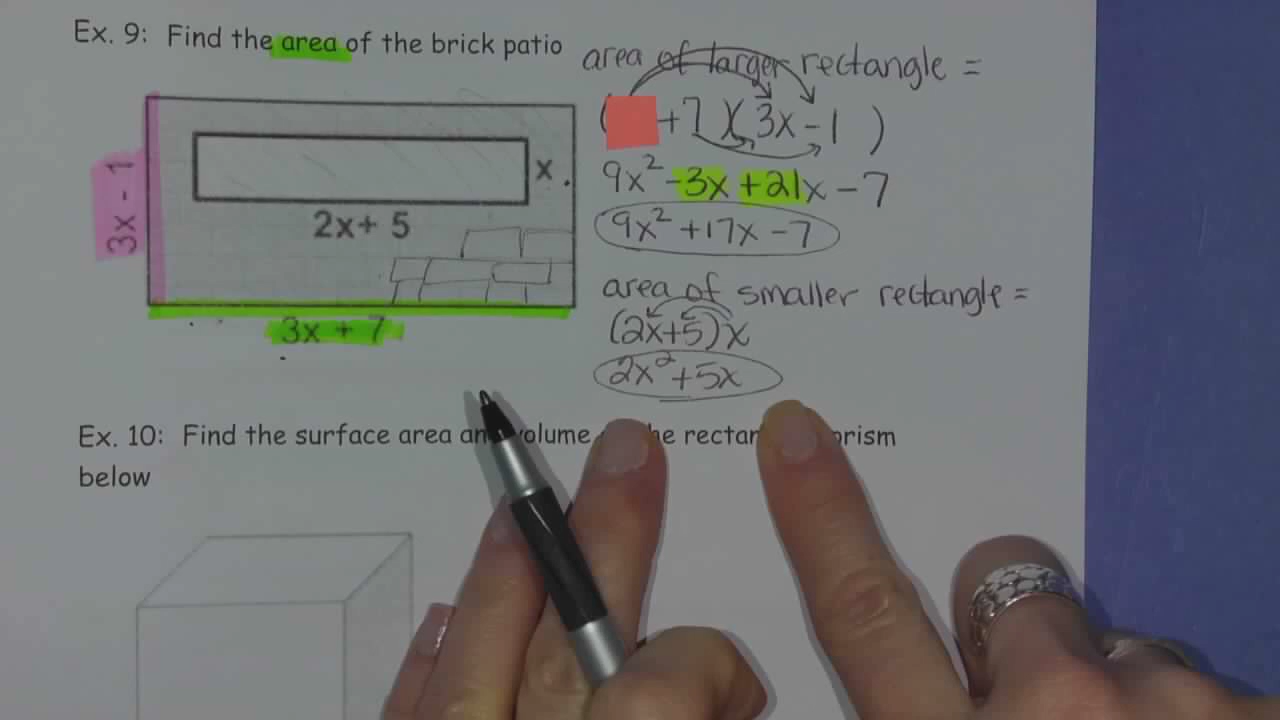 Ex. 9: Find the area of the brick patio
area of larger rectangle =
( +7)(3x-1)
9x² -3x +21x -7
9x² +17x -7
3x - 1
x
2x+ 5
3x + 7
area of smaller rectangle =
(2x+5)x
2x² +5x
Ex. 10: Find the surface area volume prism
below